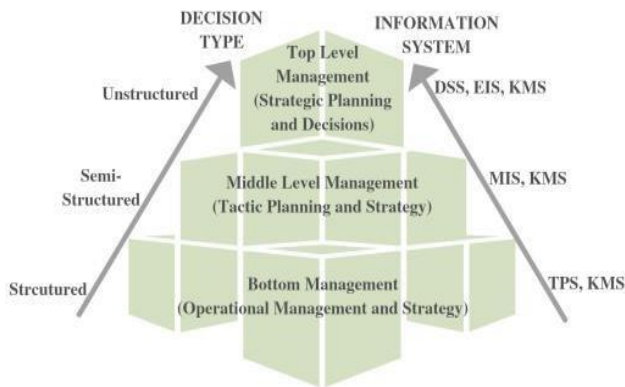 DECISION
TYPE
INFORMATION
SYSTEM
Top Level
Management
(Strategic Planning
and Decisions)
Unstructured
DSS, EIS, KMS
Semi-
Structured
Middle Level Management
(Tactic Planning and Strategy)
MIS, KMS
Strcutured
Bottom Management
(Operational Management and Strategy)
TPS, KMS